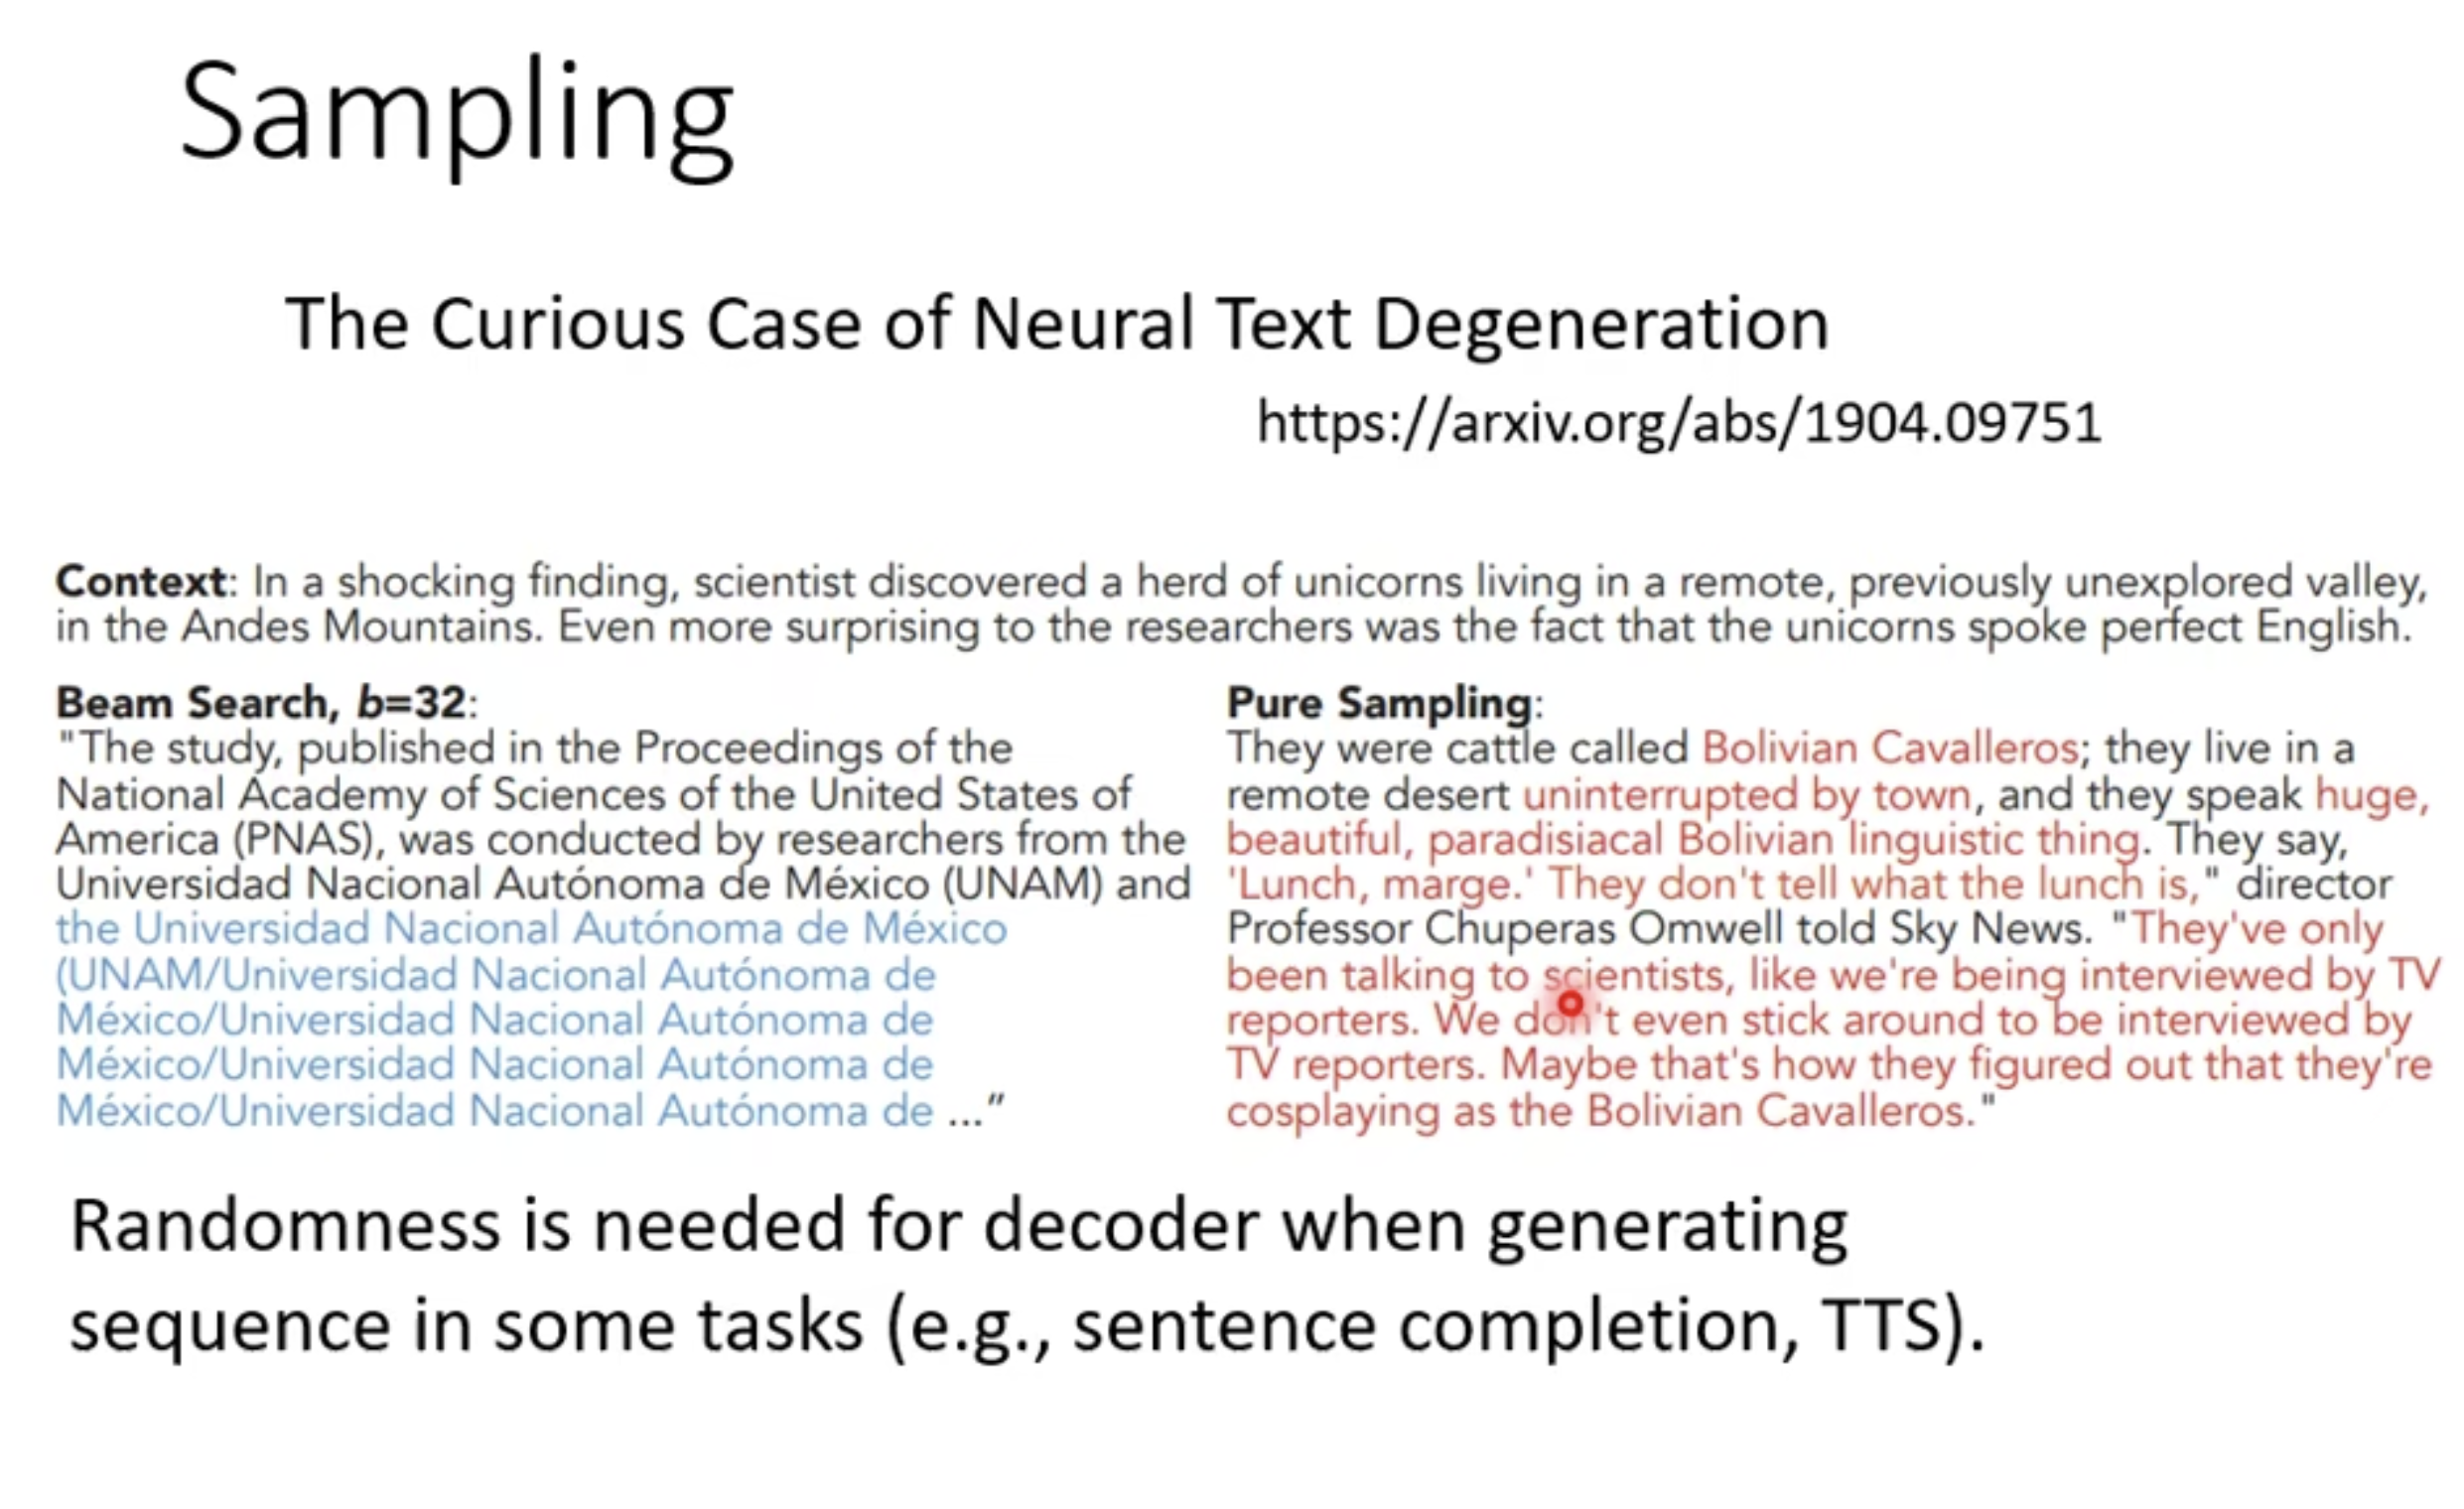 Sampling
The Curious Case of Neural Text Degeneration
https://arxiv.org/abs/1904.09751
Context: In a shocking finding, scientist discovered a herd of unicorns living in a remote, previously unexplored valley,
in the Andes Mountains. Even more surprising to the researchers was the fact that the unicorns spoke perfect English.
Beam Search, b=32:
"The study, published in the Proceedings of the
National Academy of Sciences of the United States of
America (PNAS), was conducted by researchers from the
Universidad Nacional Autónoma de México (UNAM) and
the Universidad Nacional Autónoma de México
(UNAM/Universidad Nacional Autónoma de
México/Universidad Nacional Autónoma de
México/Universidad Nacional Autónoma de
México/Universidad Nacional Autónoma de ..."
Pure Sampling:
They were cattle called Bolivian Cavalleros; they live in a
remote desert uninterrupted by town, and they speak huge,
beautiful, paradisiacal Bolivian linguistic thing. They say,
'Lunch, marge.' They don't tell what the lunch is," director
Professor Chuperas Omwell told Sky News. "They've only
been talking to scientists, like we're being interviewed by TV
reporters. We don't even stick around to be interviewed by
TV reporters. Maybe that's how they figured out that they're
cosplaying as the Bolivian Cavalleros."
Randomness is needed for decoder when generating
sequence in some tasks (e.g., sentence completion, TTS).